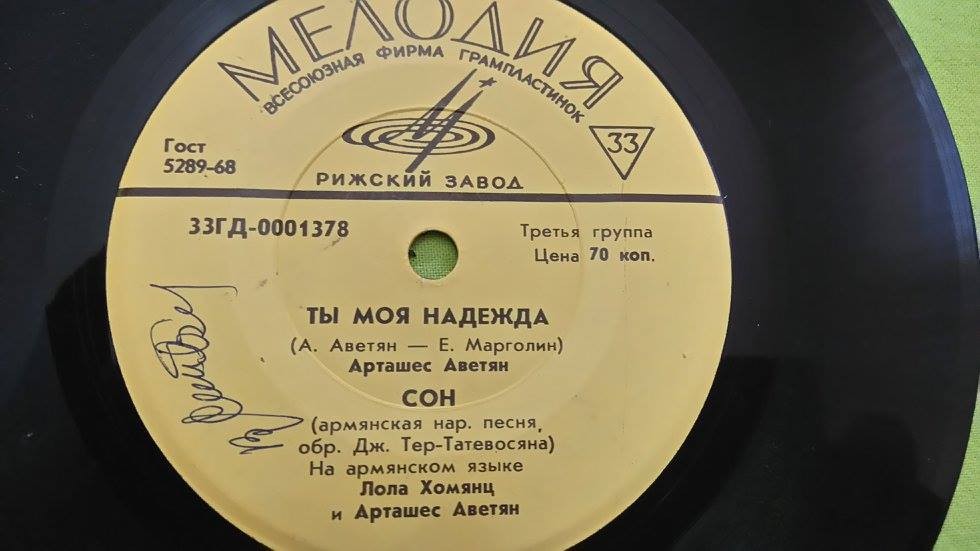 МЕЛОДИЯ
ВСЕСОЮЗНАЯ ФИРМА ГРАМПЛАСТИНОК
33
Гост
5289-68
РИЖСКИЙ ЗАВОД
33ГД-0001378
Третья группа
Цена 70 коп.
ТЫ МОЯ НАДЕЖДА
(А. Аветян — Е. Марголин)
Арташес Аветян
СОН
(армянская нар. песня,
обр. Дж. Тер-Татевосяна)
На армянском языке
Лола Хомянц
и Арташес Аветян